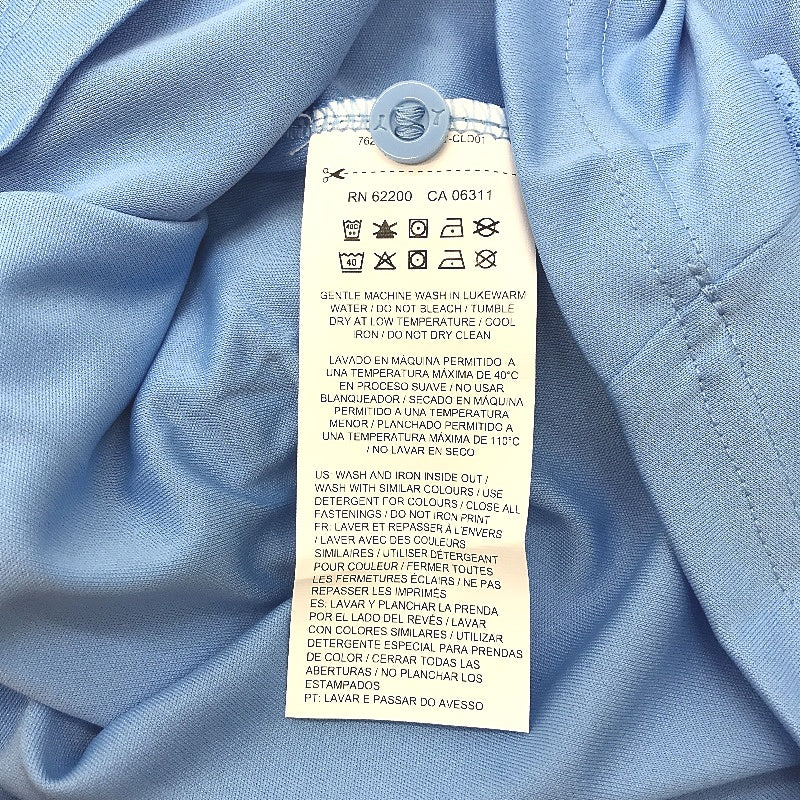 762 -CLD01
RN 62200 CA 06311
40C
40
GENTLE MACHINE WASH IN LUKEWARM
WATER / DO NOT BLEACH / TUMBLE
DRY AT LOW TEMPERATURE / COOL
IRON / DO NOT DRY CLEAN
LAVADO EN MÁQUINA PERMITIDO A
UNA TEMPERATURA MÁXIMA DE 40°C
EN PROCESO SUAVE / NO USAR
BLANQUEADOR / SECADO EN MÁQUINA
PERMITIDO A UNA TEMPERATURA
MENOR / PLANCHADO PERMITIDO A
UNA TEMPERATURA MÁXIMA DE 110°C
/ NO LAVAR EN SECO
US: WASH AND IRON INSIDE OUT /
WASH WITH SIMILAR COLOURS / USE
DETERGENT FOR COLOURS / CLOSE ALL
FASTENINGS / DO NOT IRON PRINT
FR: LAVER ET REPASSER À L'ENVERS
/ LAVER AVEC DES COULEURS
SIMILAIRES / UTILISER DÉTERGEANT
POUR COULEUR / FERMER TOUTES
LES FERMETURES ÉCLAIRS / NE PAS
REPASSER LES IMPRIMÉS
ES: LAVAR Y PLANCHAR LA PRENDA
POR EL LADO DEL REVÉS / LAVAR
CON COLORES SIMILARES / UTILIZAR
DETERGENTE ESPECIAL PARA PRENDAS
DE COLOR / CERRAR TODAS LAS
ABERTURAS / NO PLANCHAR LOS
ESTAMPADOS
PT: LAVAR E PASSAR DO AVESSO